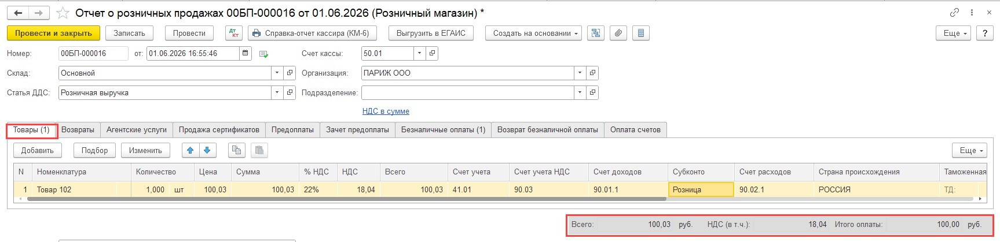 Отчет о розничных продажах 00БП-000016 от 01.06.2026 (Розничный магазин) *
Провести и закрыть Записать Провести Дт Кт Справка-отчет кассира (КМ-6) Выгрузить в ЕГАИС Создать на основании Еще ?
Номер: 00БП-000016 от: 01.06.2026 16:55:46 Счет кассы: 50.01
Склад: Основной Организация: ПАРИЖ ООО
Статья ДДС: Розничная выручка Подразделение:
НДС в сумме
Товары (1) Возвраты Агентские услуги Продажа сертификатов Предоплаты Зачет предоплаты Безналичные оплаты (1) Возврат безналичной оплаты Оплата счетов
Добавить Подбор Изменить Еще
N Номенклатура Количество Цена Сумма % НДС НДС Всего Счет учета Счет учета НДС Счет доходов Субконто Счет расходов Страна происхождения Таможенная
1 Товар 102 1,000 шт 100,03 100,03 22% 18,04 100,03 41.01 90.03 90.01.1 Розница 90.02.1 РОССИЯ ТД:
Всего: 100,03 руб. НДС (в т.ч.): 18,04 Итого оплаты: 100,00 руб.